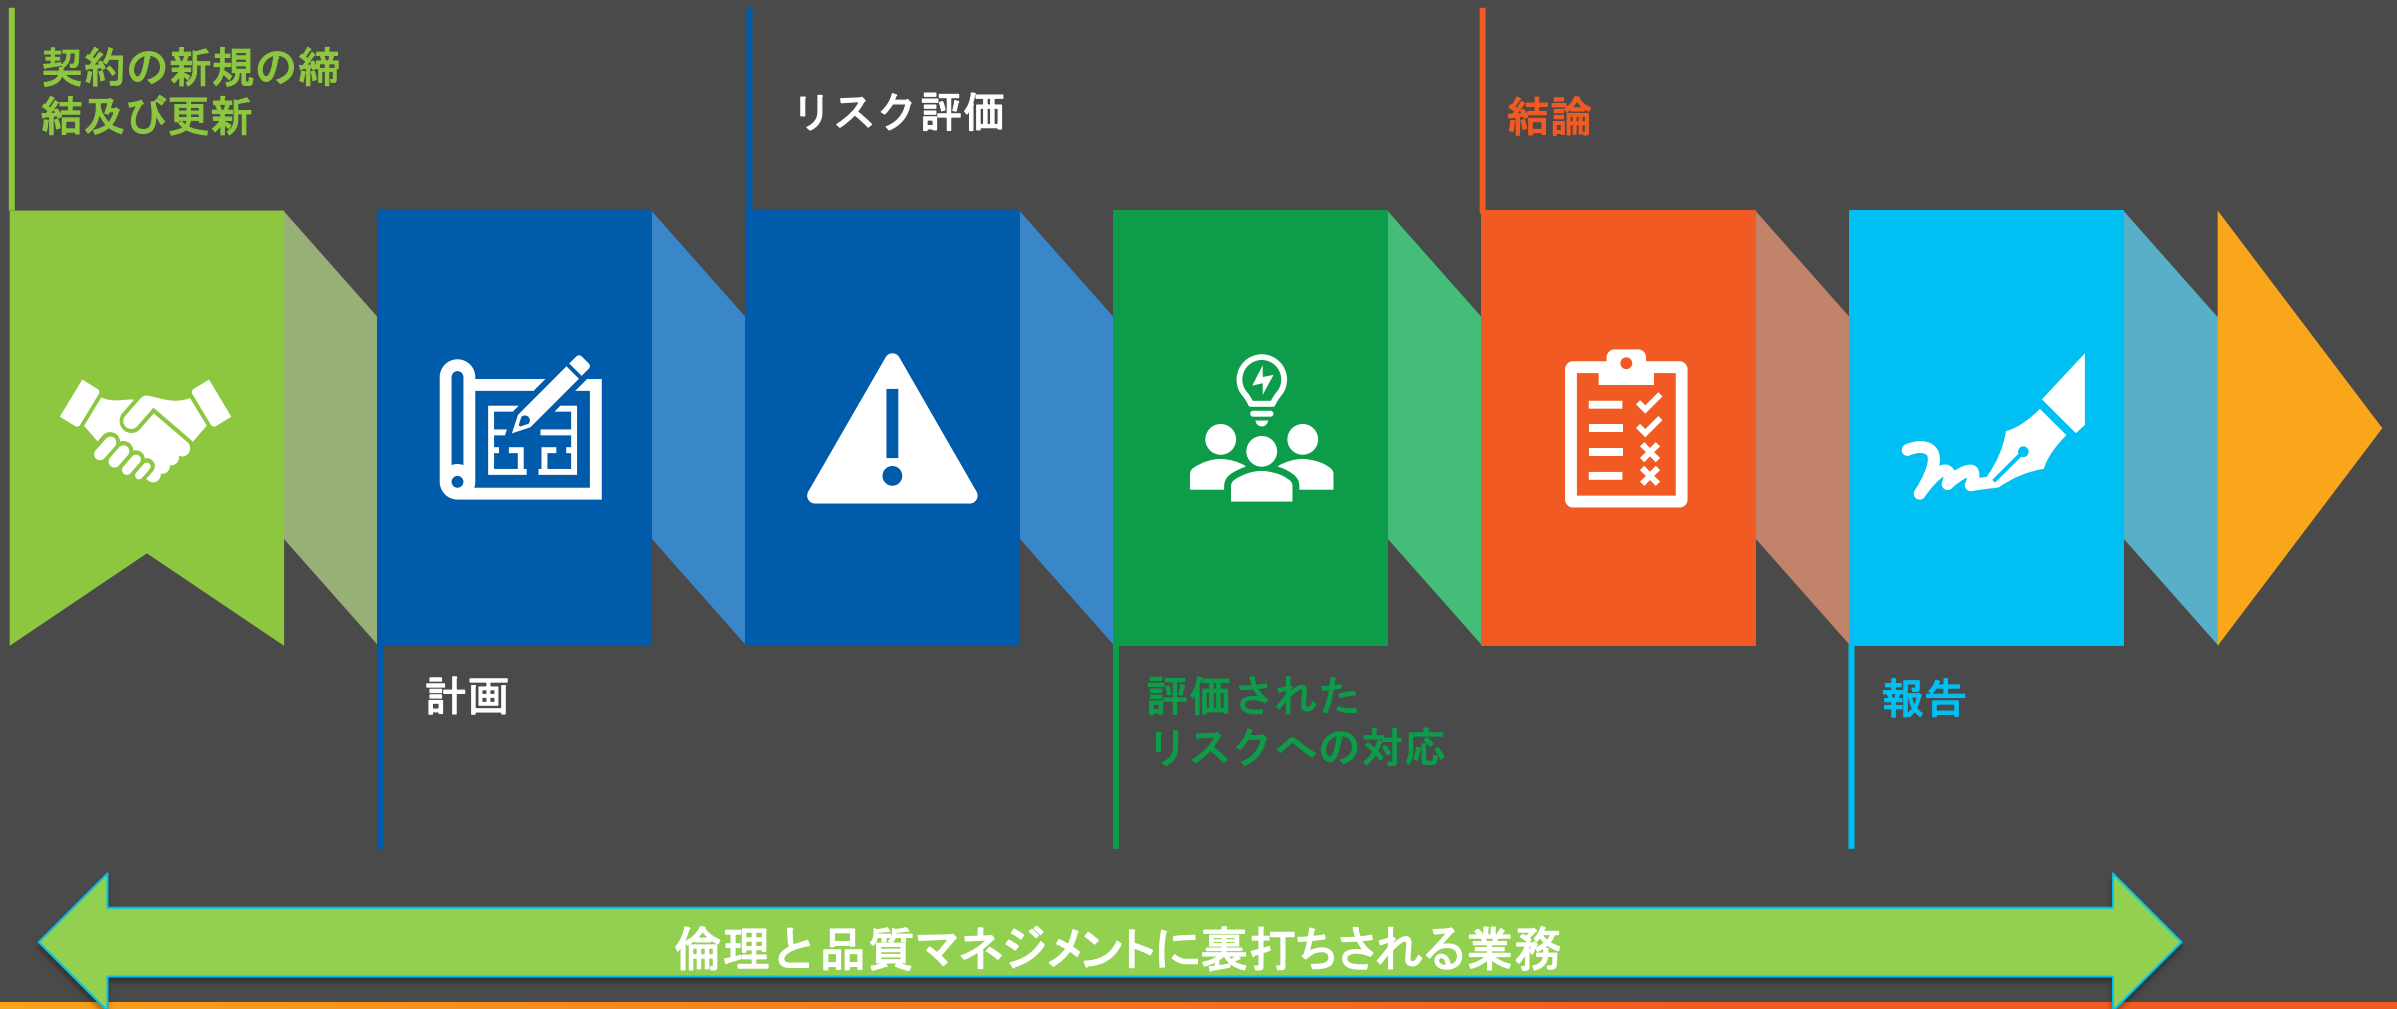 契約の新規の締
結及び更新
リスク評価
結論
計画
評価された
リスクへの対応
報告
倫理と品質マネジメントに裏打ちされる業務